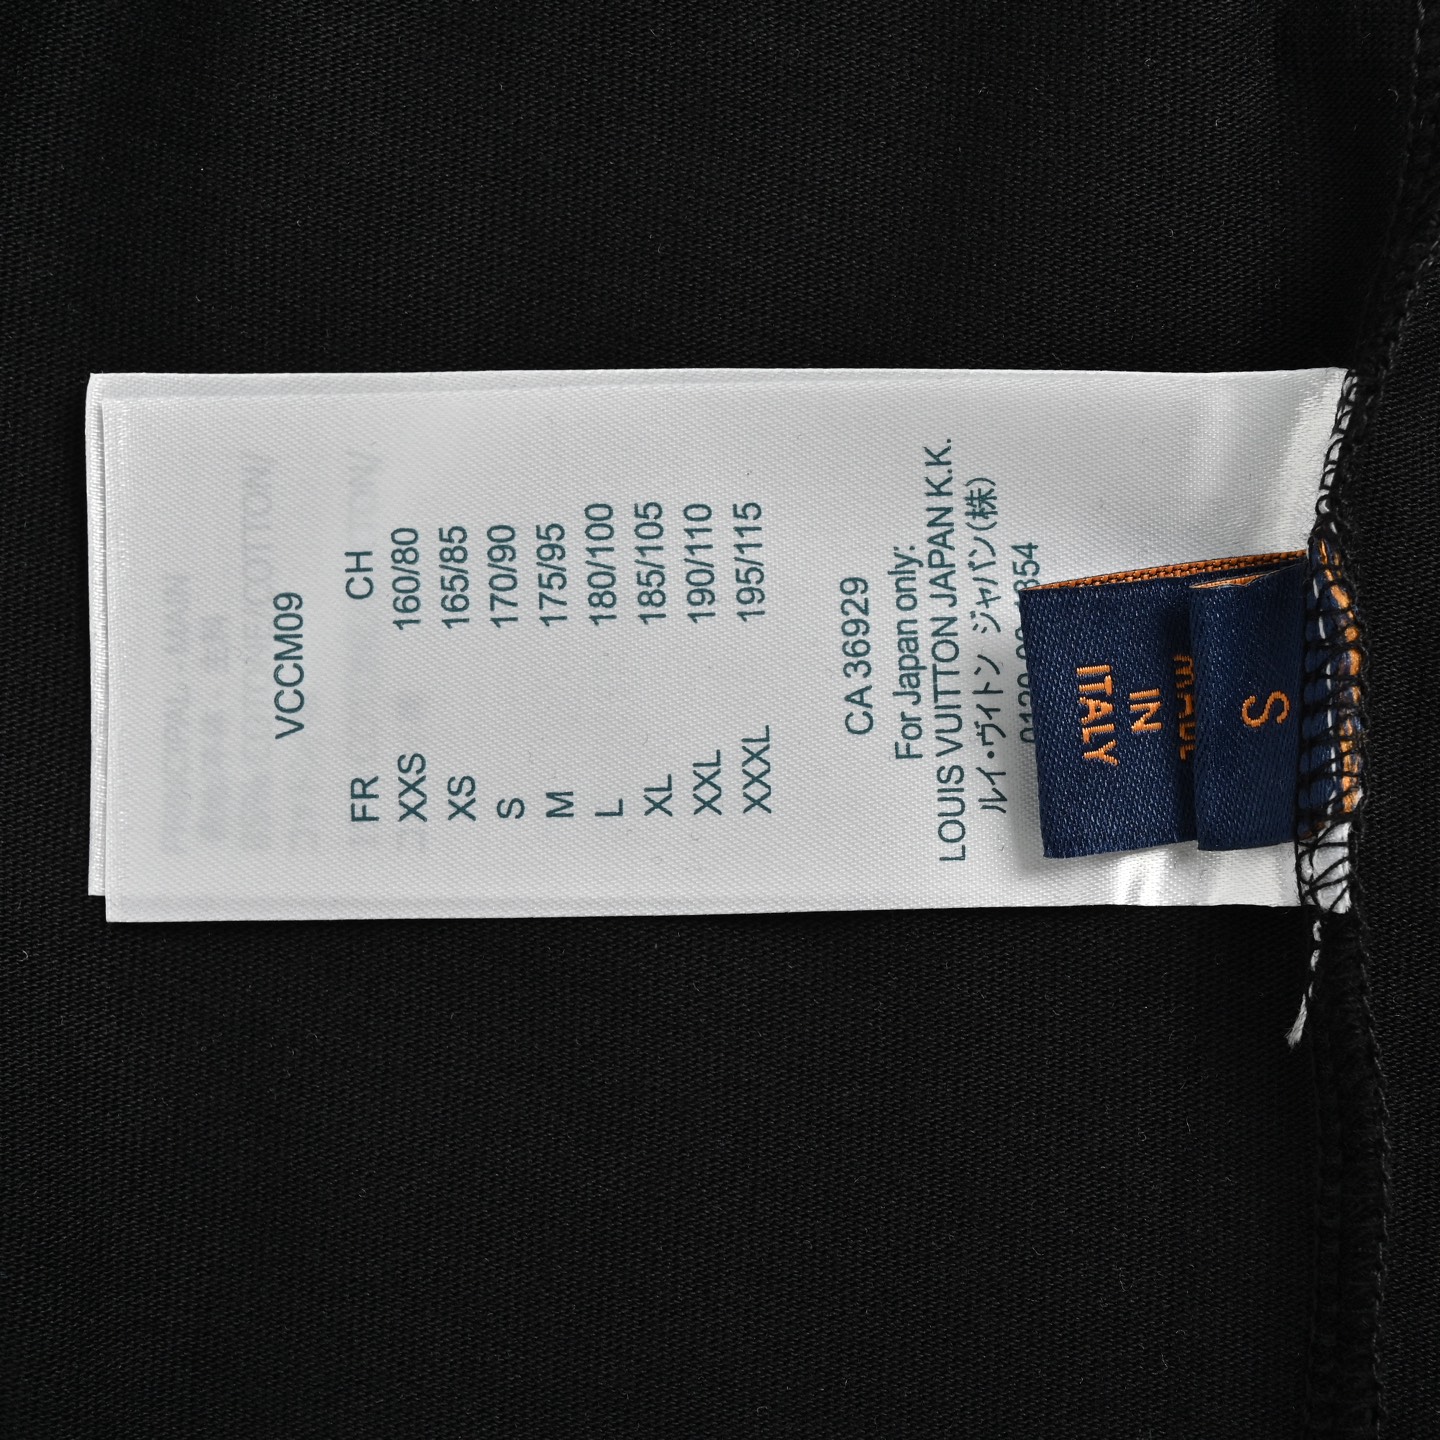 VCCM09
FR CH
XXS 160/80
XS 165/85
S 170/90
M 175/95
L 180/100
XL 185/105
XXL 190/110
XXXL 195/115
CA 36929
For Japan only:
LOUIS VUITTON JAPAN K.K.
ルイ・ヴィトン ジャパン(株)
S
MADE
IN
ITALY